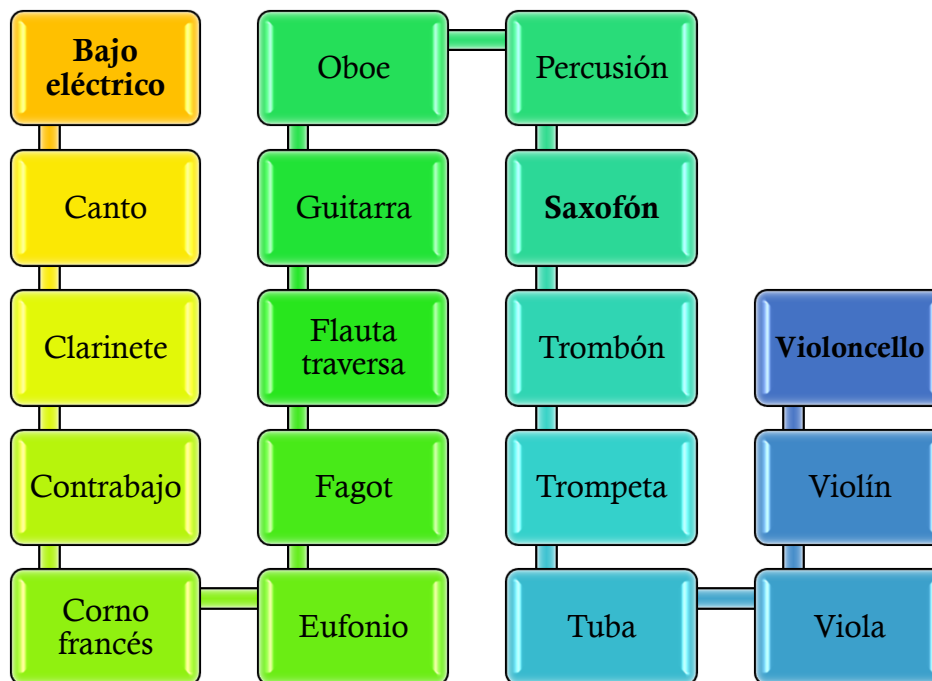 Bajo
eléctrico
Canto
Clarinete
Contrabajo
Corno
francés
Eufonio
Fagot
Flauta
traversa
Guitarra
Oboe
Percusión
Saxofón
Trombón
Trompeta
Tuba
Viola
Violín
Violoncello